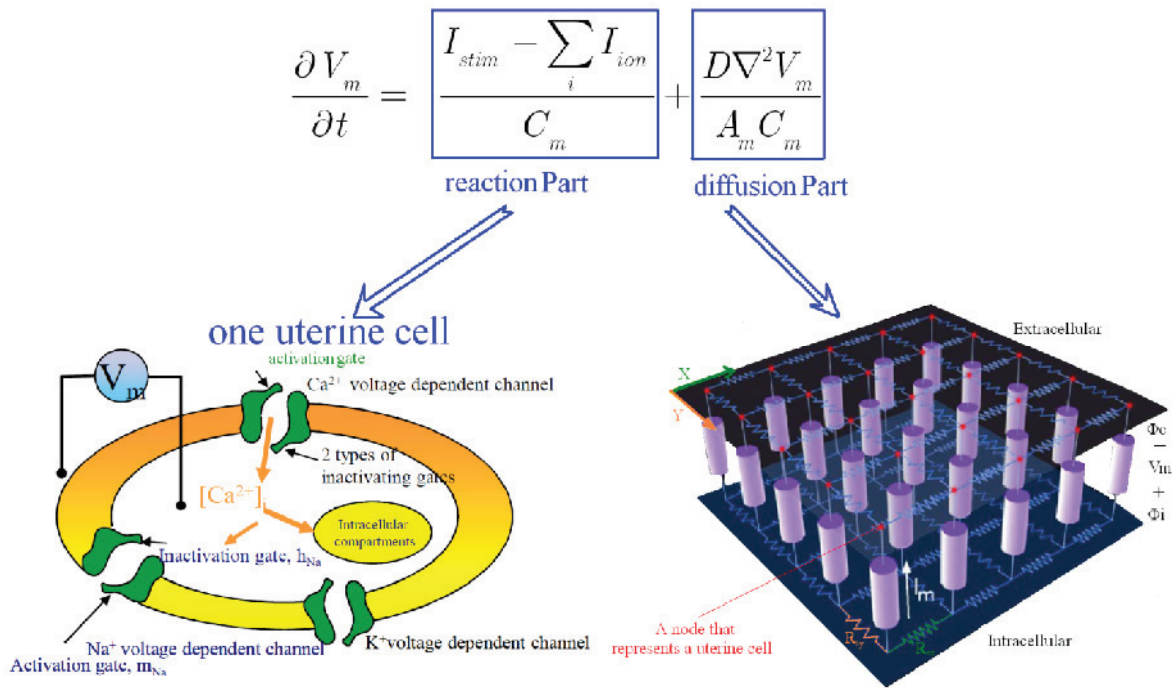 ∂V_m/∂t = (I_stim − ∑_i I_ion)/C_m + D∇²V_m/(A_m C_m)
reaction Part
diffusion Part
one uterine cell
activation gate
Ca²⁺ voltage dependent channel
V_m
2 types of
inactivating gates
[Ca²⁺]_i
Intracellular
compartments
Inactivation gate, h_Na
Na⁺ voltage dependent channel
K⁺voltage dependent channel
Activation gate, m_Na
Extracellular
X
Y
Φe
−
Vm
+
Φi
I_m
A node that
represents a uterine cell
Intracellular